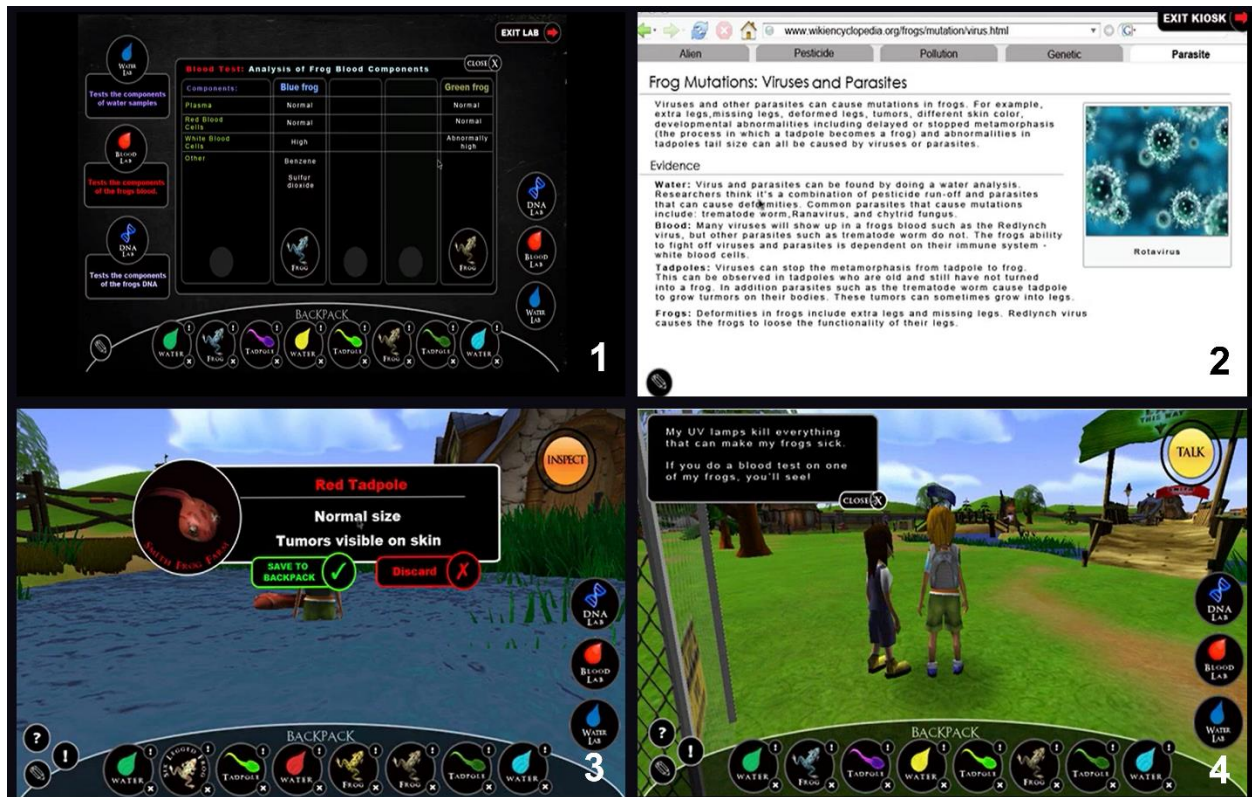 EXIT LAB
WATER
LAB
Tests the components
of water samples
BLOOD
LAB
Tests the components
of the frogs blood.
DNA
LAB
Tests the components
of the frogs DNA
Blood Test: Analysis of Frog Blood Components
CLOSE X
Components: Blue frog Green frog
Plasma Normal Normal
Red Blood
Cells Normal Normal
White Blood
Cells High Abnormally
high
Other Benzene
Sulfur
dioxide
FROG FROG
DNA
LAB
BLOOD
LAB
WATER
LAB
BACKPACK
WATER FROG TADPOLE WATER TADPOLE FROG TADPOLE WATER
1
EXIT KIOSK
www.wikiencyclopedia.org/frogs/mutation/virus.html
Alien Pesticide Pollution Genetic Parasite
Frog Mutations: Viruses and Parasites
Viruses and other parasites can cause mutations in frogs. For example,
extra legs,missing legs, deformed legs, tumors, different skin color,
developmental abnormalities including delayed or stopped metamorphasis
(the process in which a tadpole becomes a frog) and abnormalities in
tadpoles tail size can all be caused by viruses or parasites.
Evidence
Water: Virus and parasites can be found by doing a water analysis.
Researchers think it's a combination of pesticide run-off and parasites
that can cause deformities. Common parasites that cause mutations
include: trematode worm,Ranavirus, and chytrid fungus.
Blood: Many viruses will show up in a frogs blood such as the Redlynch
virus, but other parasites such as trematode worm do not. The frogs ability
to fight off viruses and parasites is dependent on their immune system -
white blood cells.
Tadpoles: Viruses can stop the metamorphasis from tadpole to frog.
This can be observed in tadpoles who are old and still have not turned
into a frog. In addition parasites such as the trematode worm cause tadpole
to grow turmors on their bodies. These tumors can sometimes grow into legs.
Frogs: Deformities in frogs include extra legs and missing legs. Redlynch virus
causes the frogs to loose the functionality of their legs.
Rotavirus
2
INSPECT
Red Tadpole
Normal size
Tumors visible on skin
SMITH FROG FARM
SAVE TO
BACKPACK
Discard
DNA
LAB
BLOOD
LAB
WATER
LAB
BACKPACK
WATER SIX LEGGED FROG TADPOLE WATER FROG FROG TADPOLE WATER
3
My UV lamps kill everything
that can make my frogs sick.
If you do a blood test on one
of my frogs, you'll see!
CLOSE X
TALK
DNA
LAB
BLOOD
LAB
WATER
LAB
BACKPACK
WATER FROG TADPOLE WATER TADPOLE FROG TADPOLE WATER
4